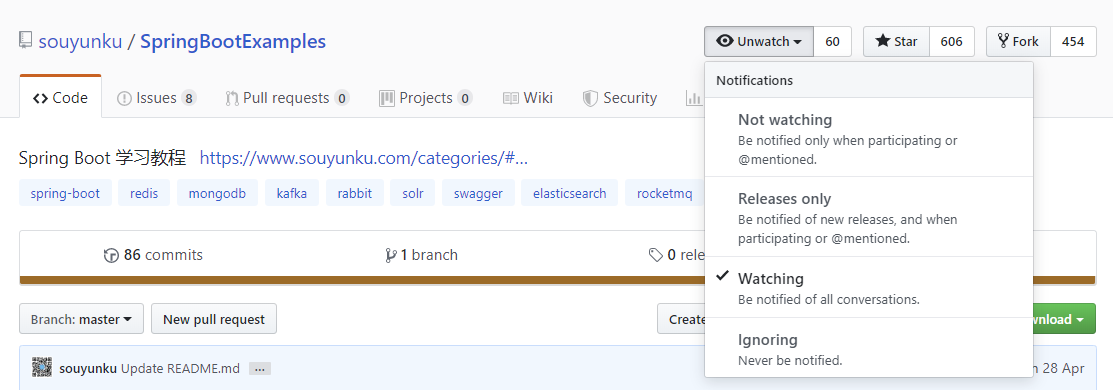 souyunku / SpringBootExamples
Unwatch 60 Star 606 Fork 454
Code Issues 8 Pull requests 0 Projects 0 Wiki Security
Notifications
Not watching
Be notified only when participating or
@mentioned.
Releases only
Be notified of new releases, and when
participating or @mentioned.
Watching
Be notified of all conversations.
Ignoring
Never be notified.
Spring Boot 学习教程 https://www.souyunku.com/categories/#...
spring-boot redis mongodb kafka rabbit solr swagger elasticsearch rocketmq
86 commits 1 branch 0 rele
Branch: master New pull request Create wnload
souyunku Update README.md ... 28 Apr